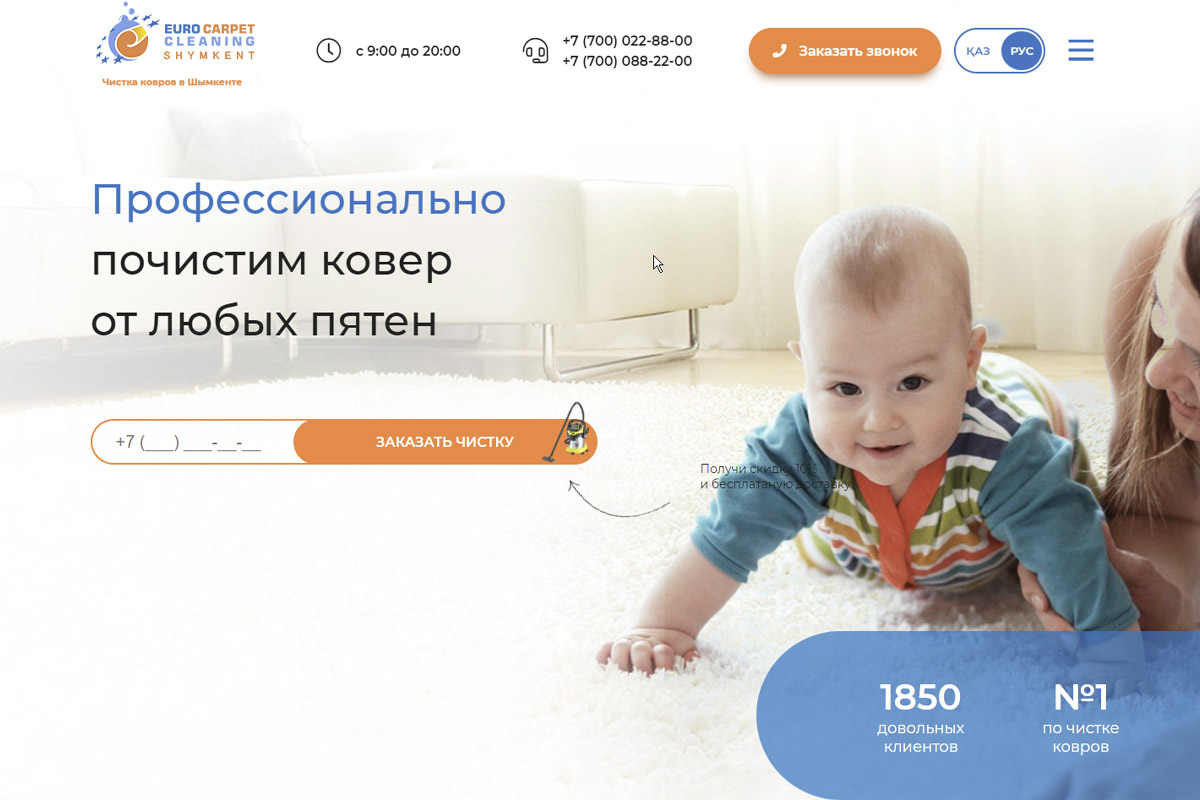 EURO CARPET
CLEANING
SHYMKENT
Чистка ковров в Шымкенте
с 9:00 до 20:00
+7 (700) 022-88-00
+7 (700) 088-22-00
Заказать звонок
ҚАЗ
РУС
Профессионально
почистим ковер
от любых пятен
+7 (___) ___-__-__
ЗАКАЗАТЬ ЧИСТКУ
Получи скидку 10%
и бесплатаную доставку
1850
довольных
клиентов
№1
по чистке
ковров